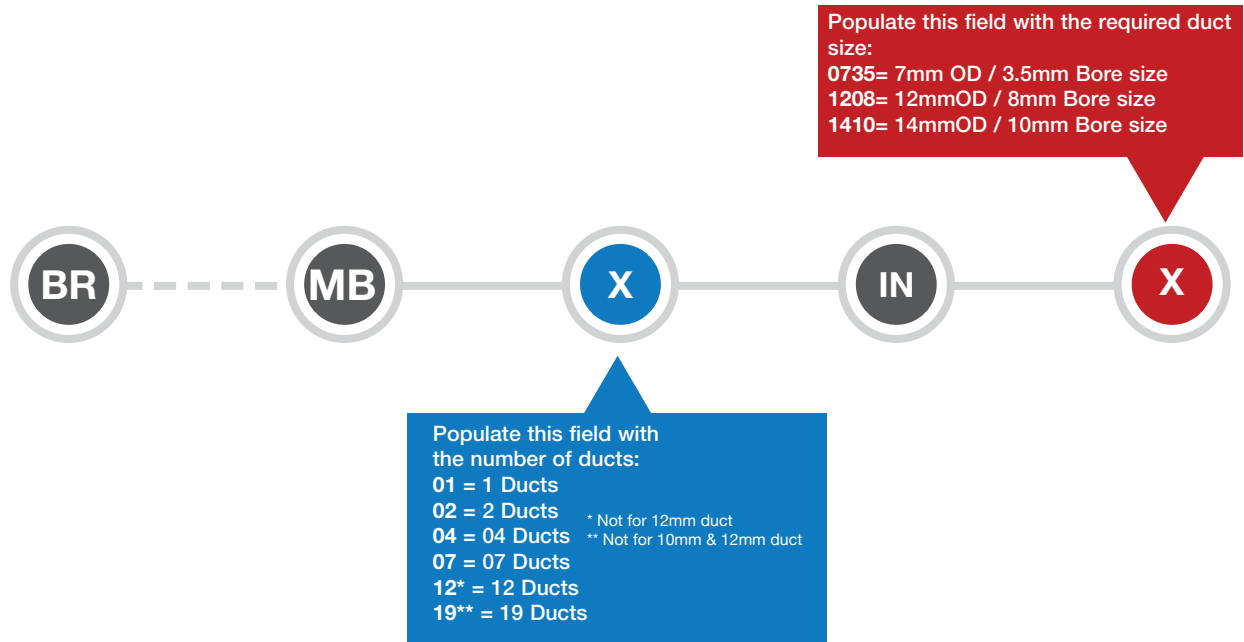 Populate this field with the required duct
size:
0735= 7mm OD / 3.5mm Bore size
1208= 12mmOD / 8mm Bore size
1410= 14mmOD / 10mm Bore size
BR
MB
X
IN
X
Populate this field with
the number of ducts:
01 = 1 Ducts
02 = 2 Ducts
04 = 04 Ducts
07 = 07 Ducts
12* = 12 Ducts
19** = 19 Ducts
* Not for 12mm duct
** Not for 10mm & 12mm duct